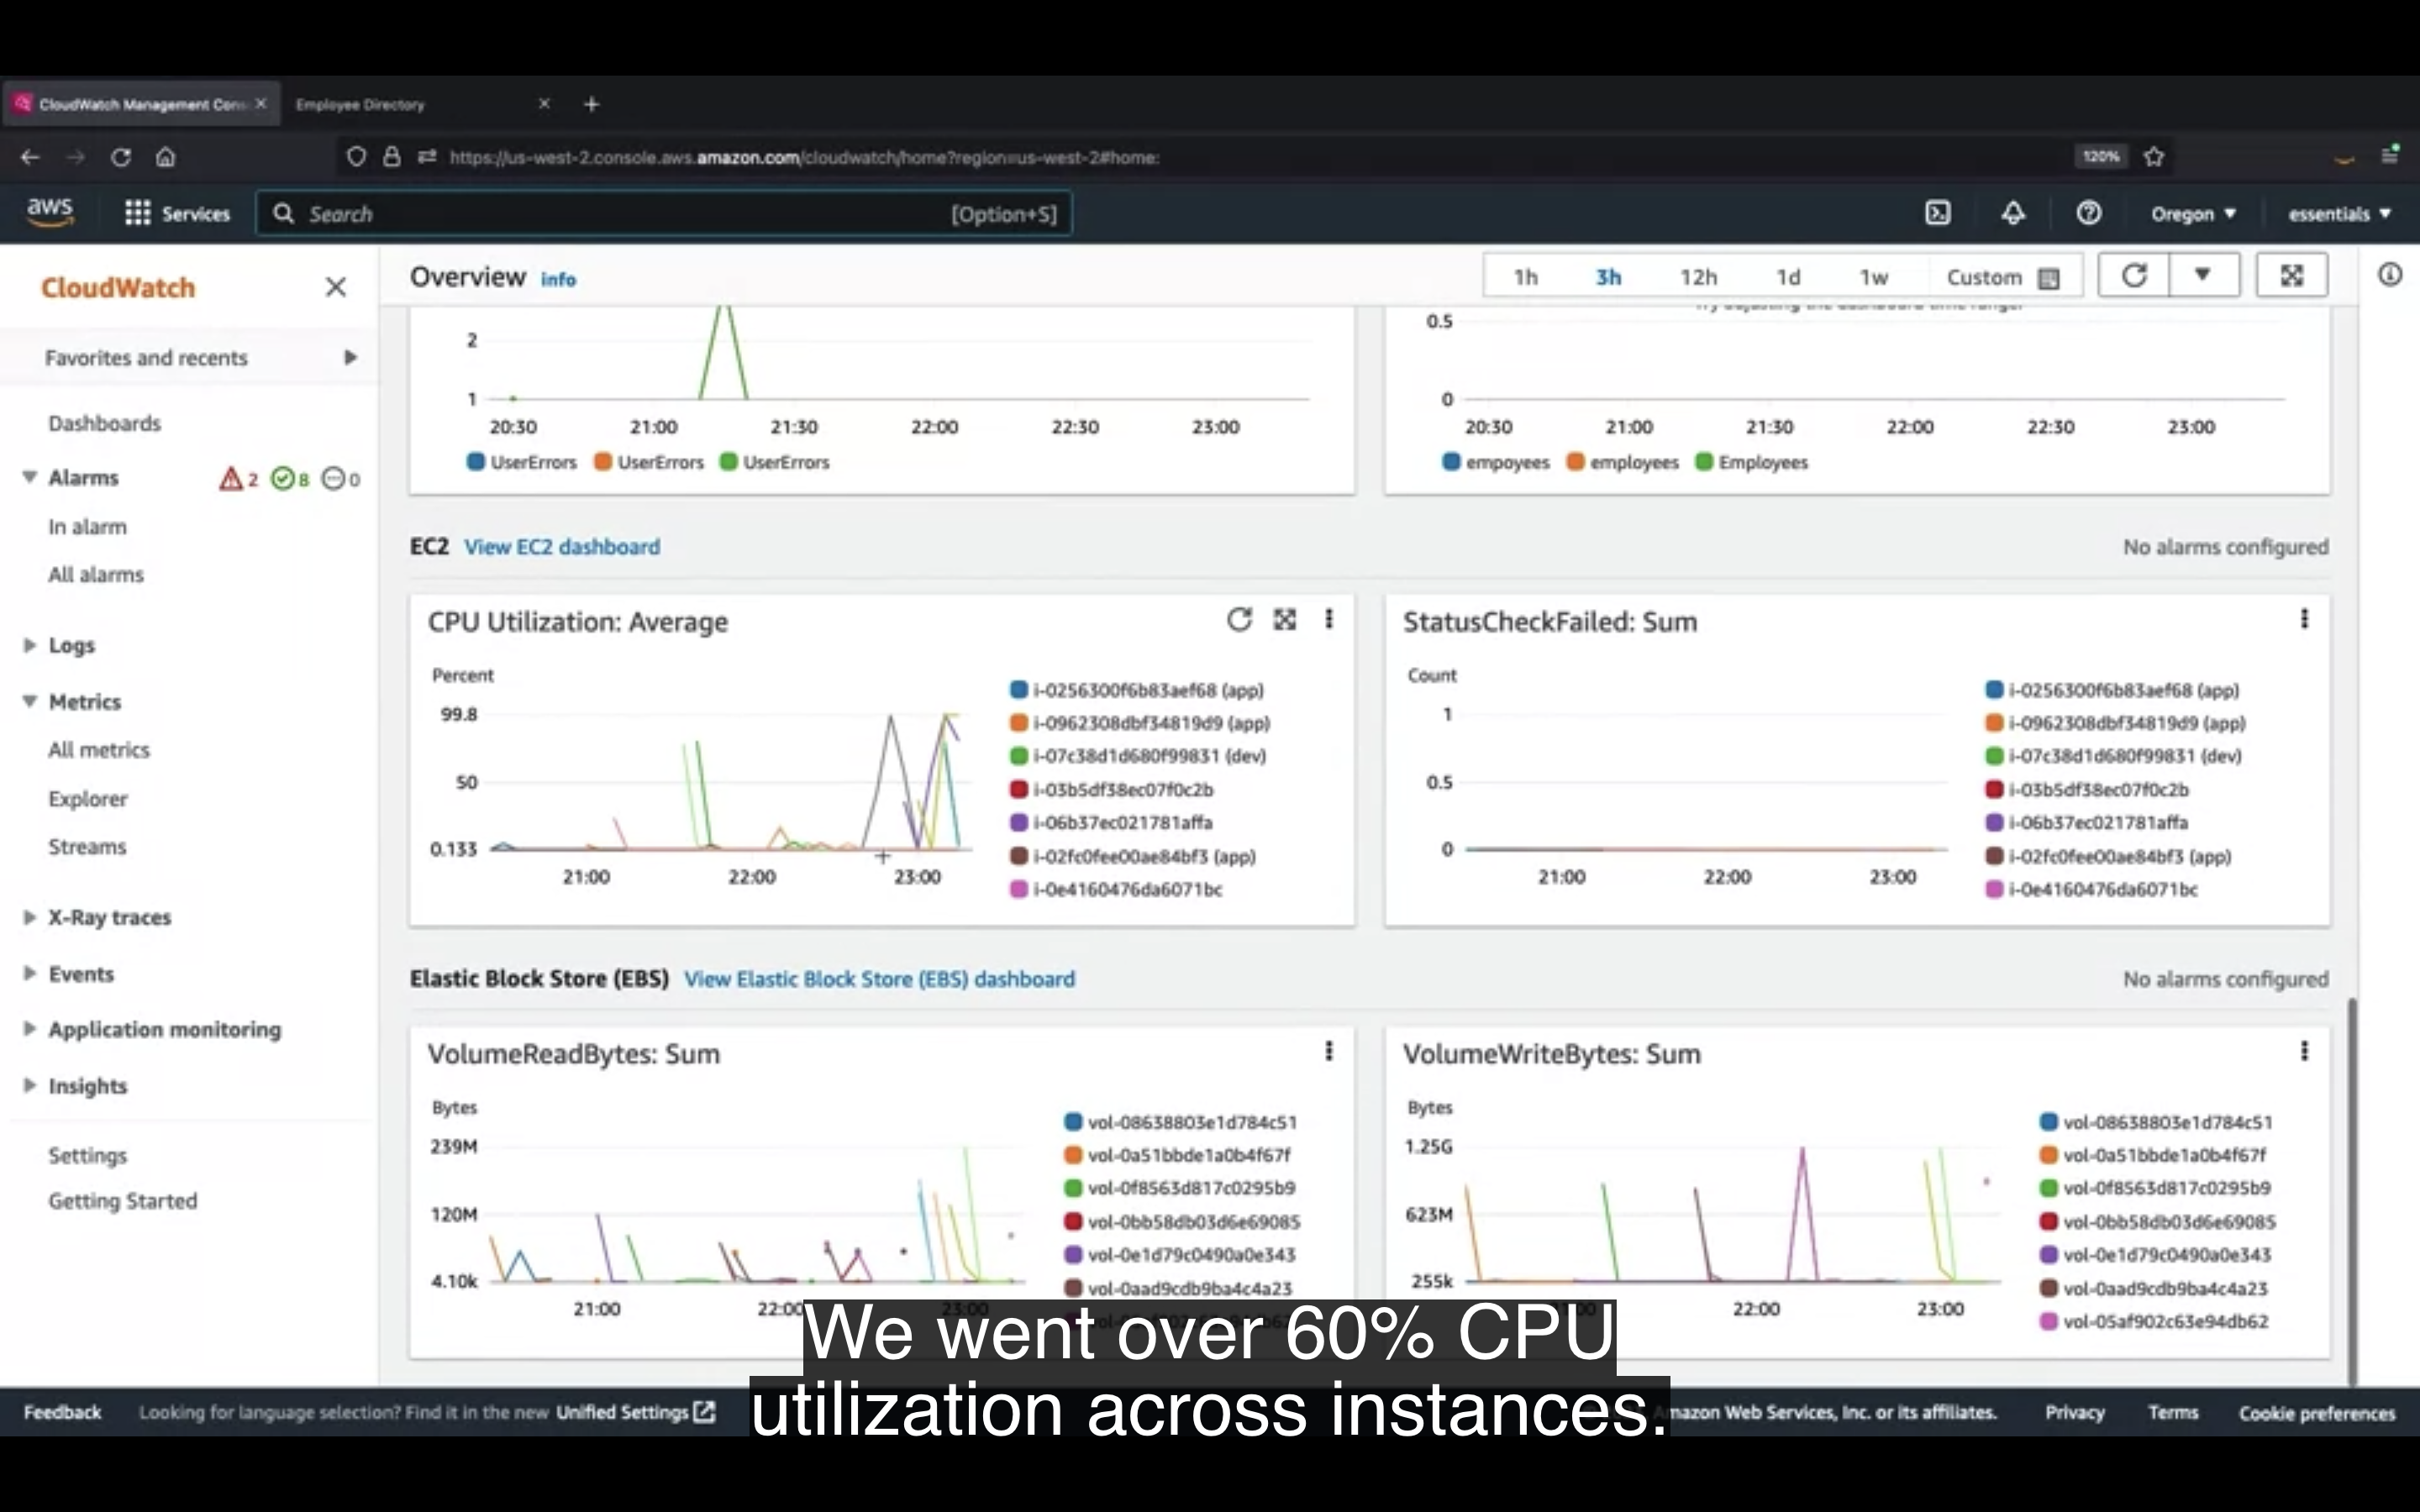 CloudWatch Management Cons
Employee Directory
https://us-west-2.console.aws.amazon.com/cloudwatch/home?region=us-west-2#home:
120%
aws
Services
Search
[Option+S]
Oregon
essentials
CloudWatch
Favorites and recents
Dashboards
Alarms
2 8 0
In alarm
All alarms
Logs
Metrics
All metrics
Explorer
Streams
X-Ray traces
Events
Application monitoring
Insights
Settings
Getting Started
Overview info
1h 3h 12h 1d 1w Custom
2
1
20:30 21:00 21:30 22:00 22:30 23:00
UserErrors UserErrors UserErrors
Try adjusting the dashboard time range.
0.5
0
20:30 21:00 21:30 22:00 22:30 23:00
empoyees employees Employees
EC2 View EC2 dashboard
No alarms configured
CPU Utilization: Average
Percent
99.8
50
0.133
21:00 22:00 23:00
i-0256300f6b83aef68 (app)
i-0962308dbf34819d9 (app)
i-07c38d1d680f99831 (dev)
i-03b5df38ec07f0c2b
i-06b37ec021781affa
i-02fc0fee00ae84bf3 (app)
i-0e4160476da6071bc
StatusCheckFailed: Sum
Count
1
0.5
0
21:00 22:00 23:00
i-0256300f6b83aef68 (app)
i-0962308dbf34819d9 (app)
i-07c38d1d680f99831 (dev)
i-03b5df38ec07f0c2b
i-06b37ec021781affa
i-02fc0fee00ae84bf3 (app)
i-0e4160476da6071bc
Elastic Block Store (EBS) View Elastic Block Store (EBS) dashboard
No alarms configured
VolumeReadBytes: Sum
Bytes
239M
120M
4.10k
21:00 22:00 23:00
vol-08638803e1d784c51
vol-0a51bbde1a0b4f67f
vol-0f8563d817c0295b9
vol-0bb58db03d6e69085
vol-0e1d79c0490a0e343
vol-0aad9cdb9ba4c4a23
VolumeWriteBytes: Sum
Bytes
1.25G
623M
255k
22:00 23:00
vol-08638803e1d784c51
vol-0a51bbde1a0b4f67f
vol-0f8563d817c0295b9
vol-0bb58db03d6e69085
vol-0e1d79c0490a0e343
vol-0aad9cdb9ba4c4a23
vol-05af902c63e94db62
We went over 60% CPU
utilization across instances.
Feedback
Looking for language selection? Find it in the new Unified Settings
mazon Web Services, Inc. or its affiliates.
Privacy
Terms
Cookie preferences